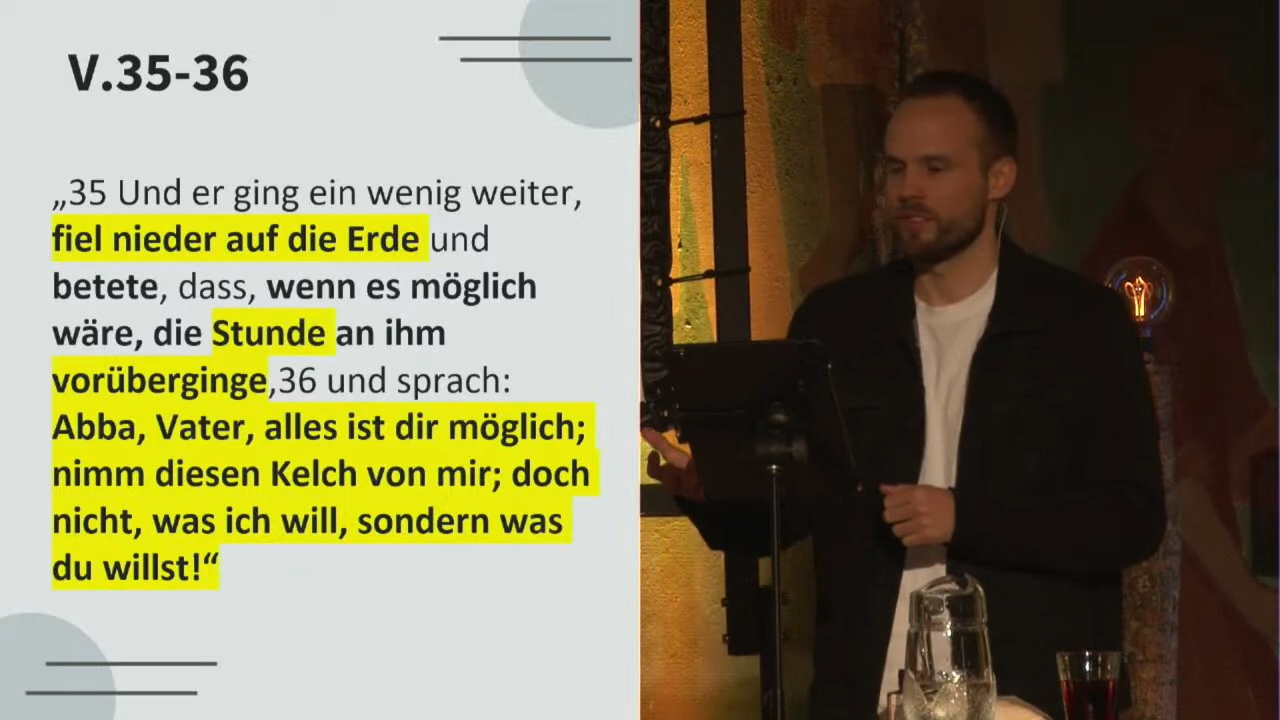 V.35-36
„35 Und er ging ein wenig weiter,
fiel nieder auf die Erde und
betete, dass, wenn es möglich
wäre, die Stunde an ihm
vorüberginge,36 und sprach:
Abba, Vater, alles ist dir möglich;
nimm diesen Kelch von mir; doch
nicht, was ich will, sondern was
du willst!“